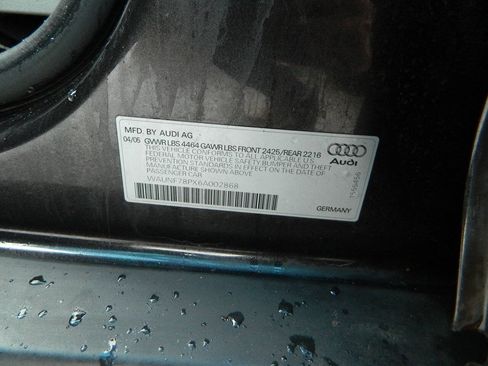 MFD. BY AUDI AG
04/05 GVWR LBS 4464 GAWR LBS FRONT 2425/REAR 2216
THIS VEHICLE CONFORMS TO ALL APPLICABLE U.S.
FEDERAL MOTOR VEHICLE SAFETY BUMPER AND THEFT
PREVENTION STANDARDS IN EFFECT ON THE DATE OF
MANUFACTURE SHOWN ABOVE
PASSENGER CAR
WAUNF78PX6A002868
Audi
GERMANY